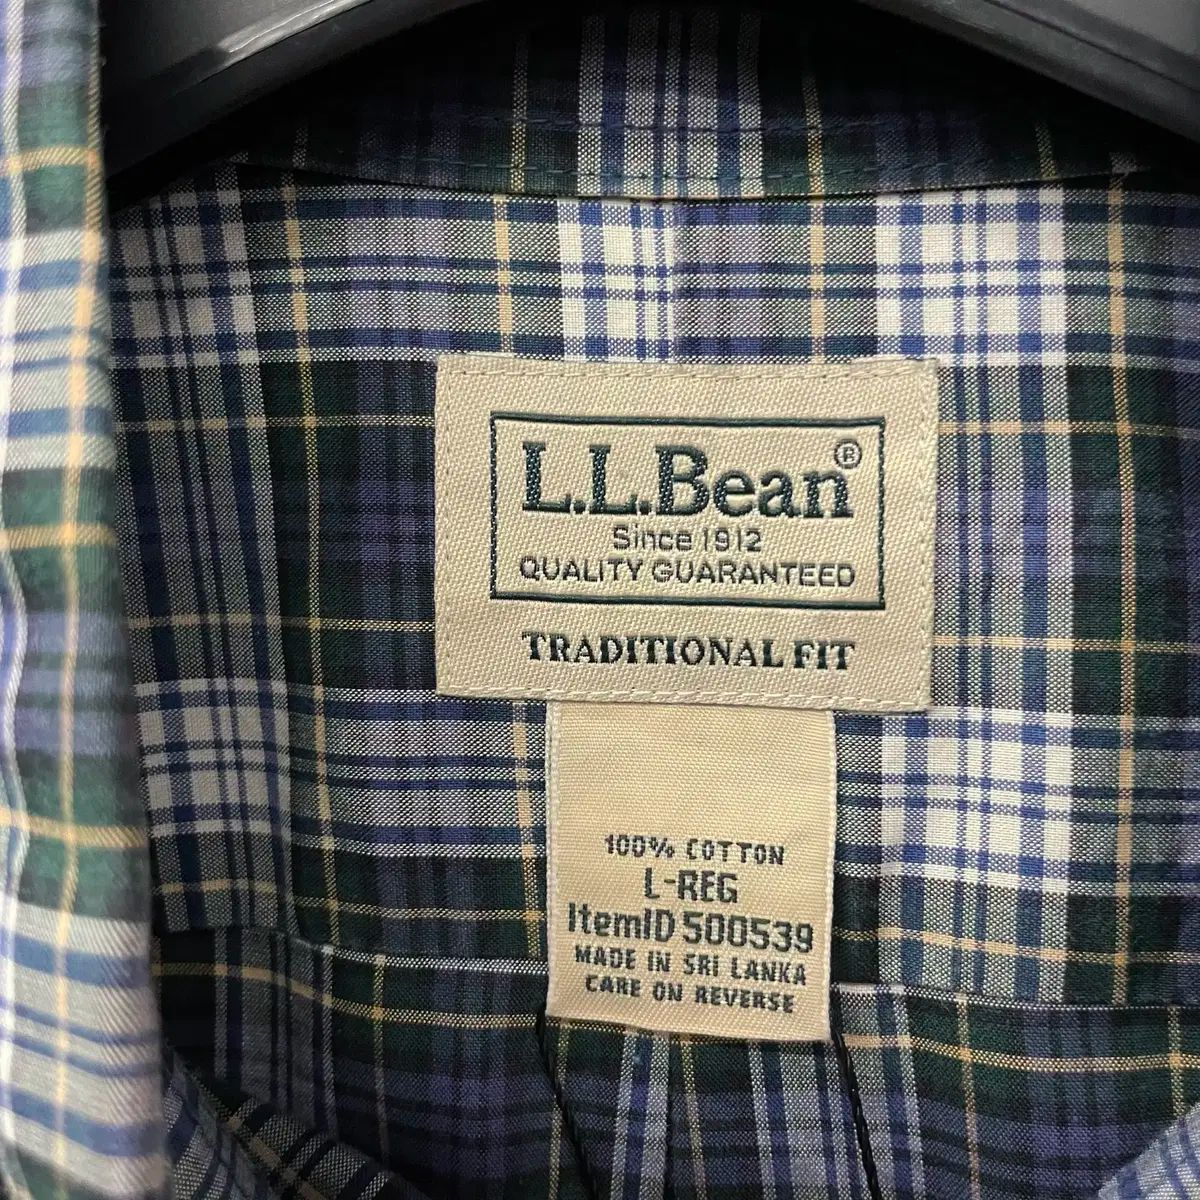 L.L.Bean®
Since 1912
QUALITY GUARANTEED
TRADITIONAL FIT
100% COTTON
L-REG
ItemID 500539
MADE IN SRI LANKA
CARE ON REVERSE